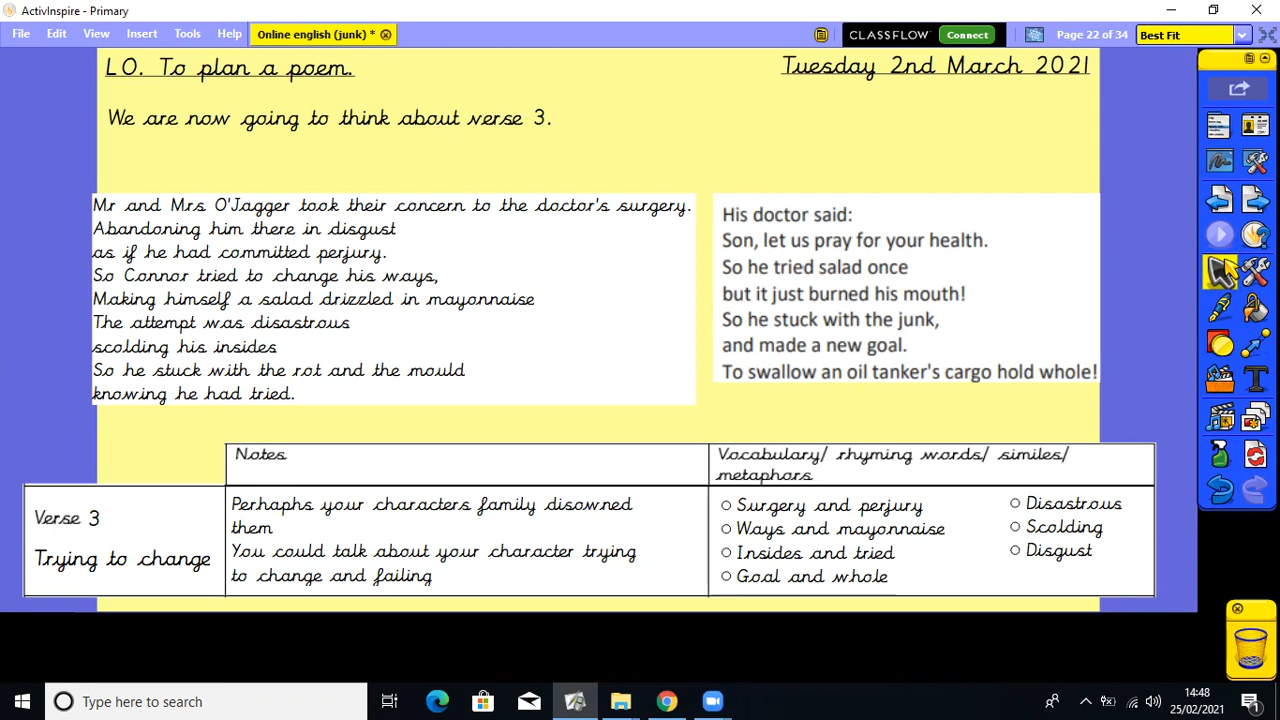 ActivInspire - Primary
File Edit View Insert Tools Help Online english (junk) * CLASSFLOW Connect Page 22 of 34 Best Fit
L O. To plan a poem. Tuesday 2nd March 2021
We are now going to think about verse 3.
Mr and Mrs O'Jagger took their concern to the doctor's surgery.
Abandoning him there in disgust
as if he had committed perjury.
So Connor tried to change his ways,
Making himself a salad drizzled in mayonnaise
The attempt was disastrous
scolding his insides
So he stuck with the rot and the mould
knowing he had tried.
His doctor said:
Son, let us pray for your health.
So he tried salad once
but it just burned his mouth!
So he stuck with the junk,
and made a new goal.
To swallow an oil tanker's cargo hold whole!
Notes
Vocabulary/ rhyming words/ similes/
metaphors
Verse 3
Trying to change
Perhaphs your characters family disowned
them
You could talk about your character trying
to change and failing
Surgery and perjury
Ways and mayonnaise
Insides and tried
Goal and whole
Disastrous
Scolding
Disgust
Type here to search
14:48
25/02/2021
1